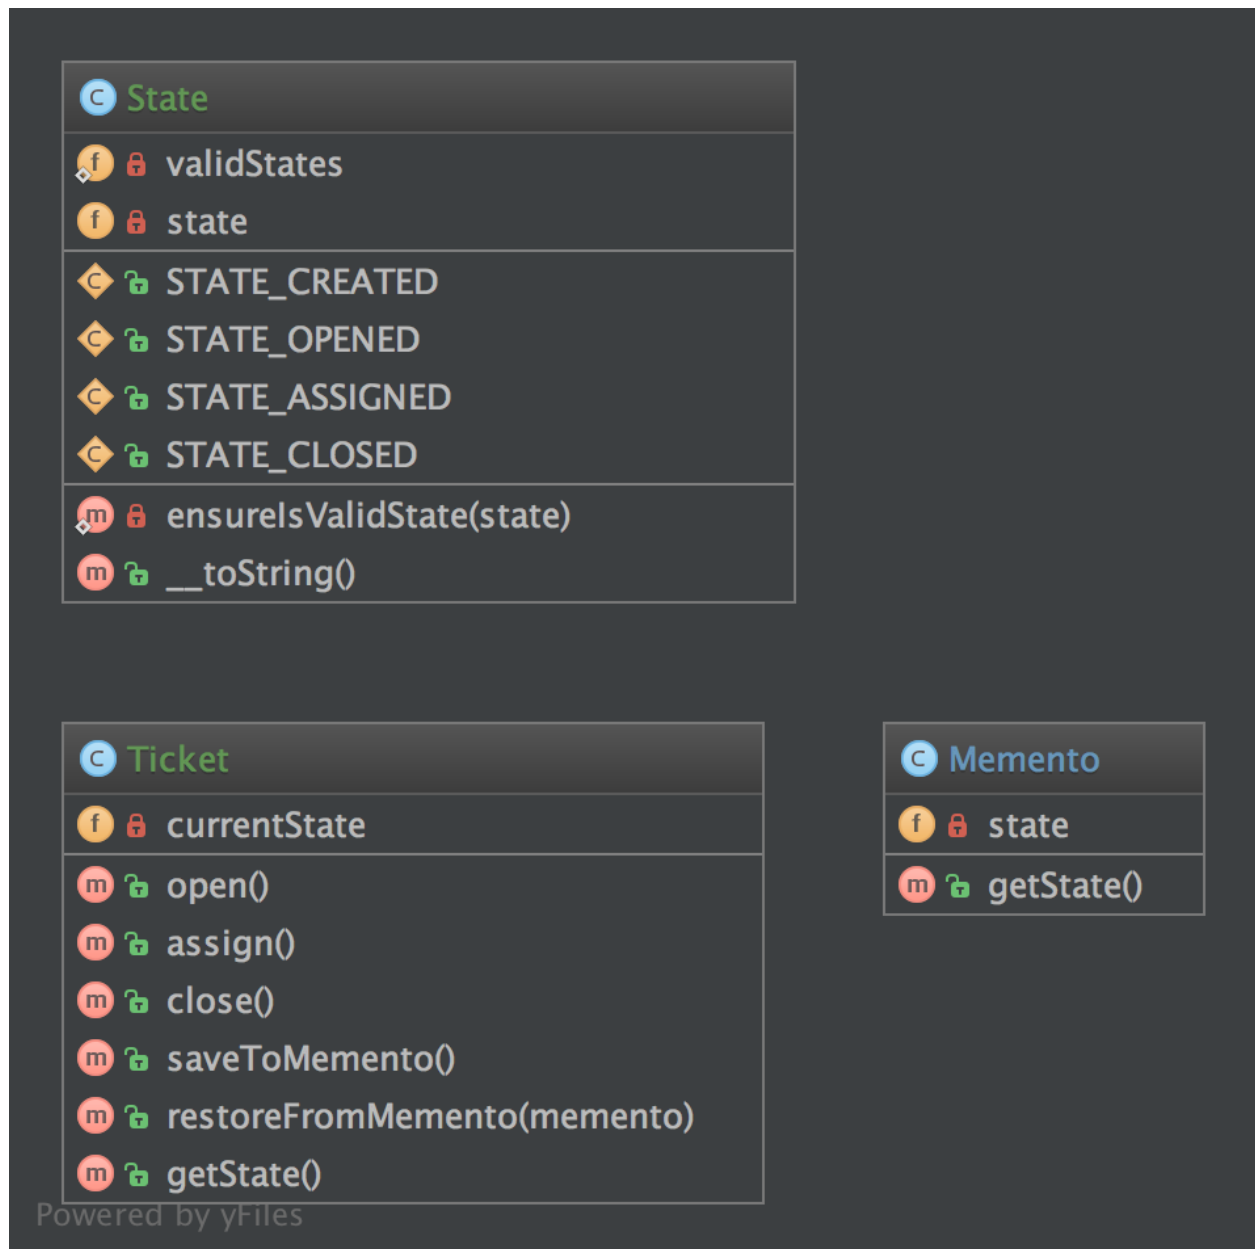 State
validStates
state
STATE_CREATED
STATE_OPENED
STATE_ASSIGNED
STATE_CLOSED
ensureIsValidState(state)
__toString()
Ticket
currentState
open()
assign()
close()
saveToMemento()
restoreFromMemento(memento)
getState()
Memento
state
getState()
Powered by yFiles